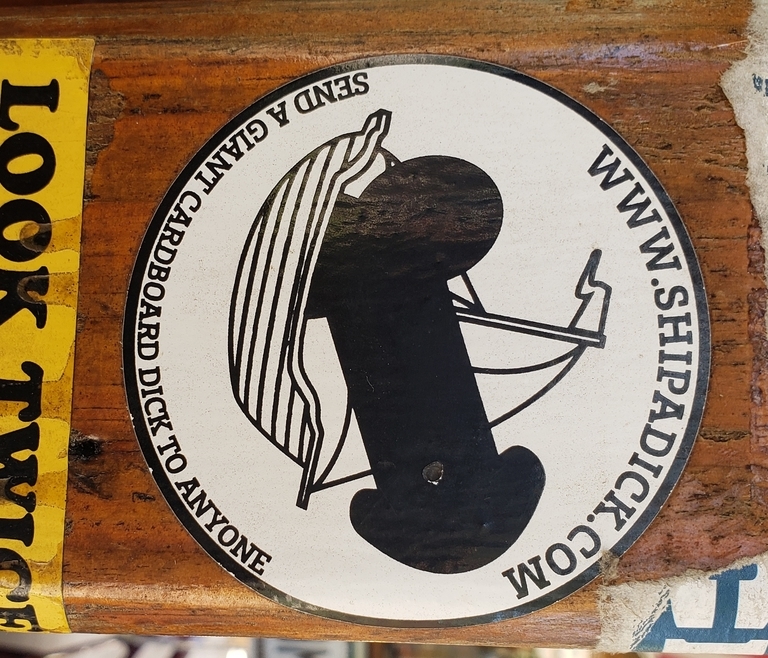 LOOK TWICE
WWW.SHIPADICK.COM
SEND A GIANT CARDBOARD DICK TO ANYONE